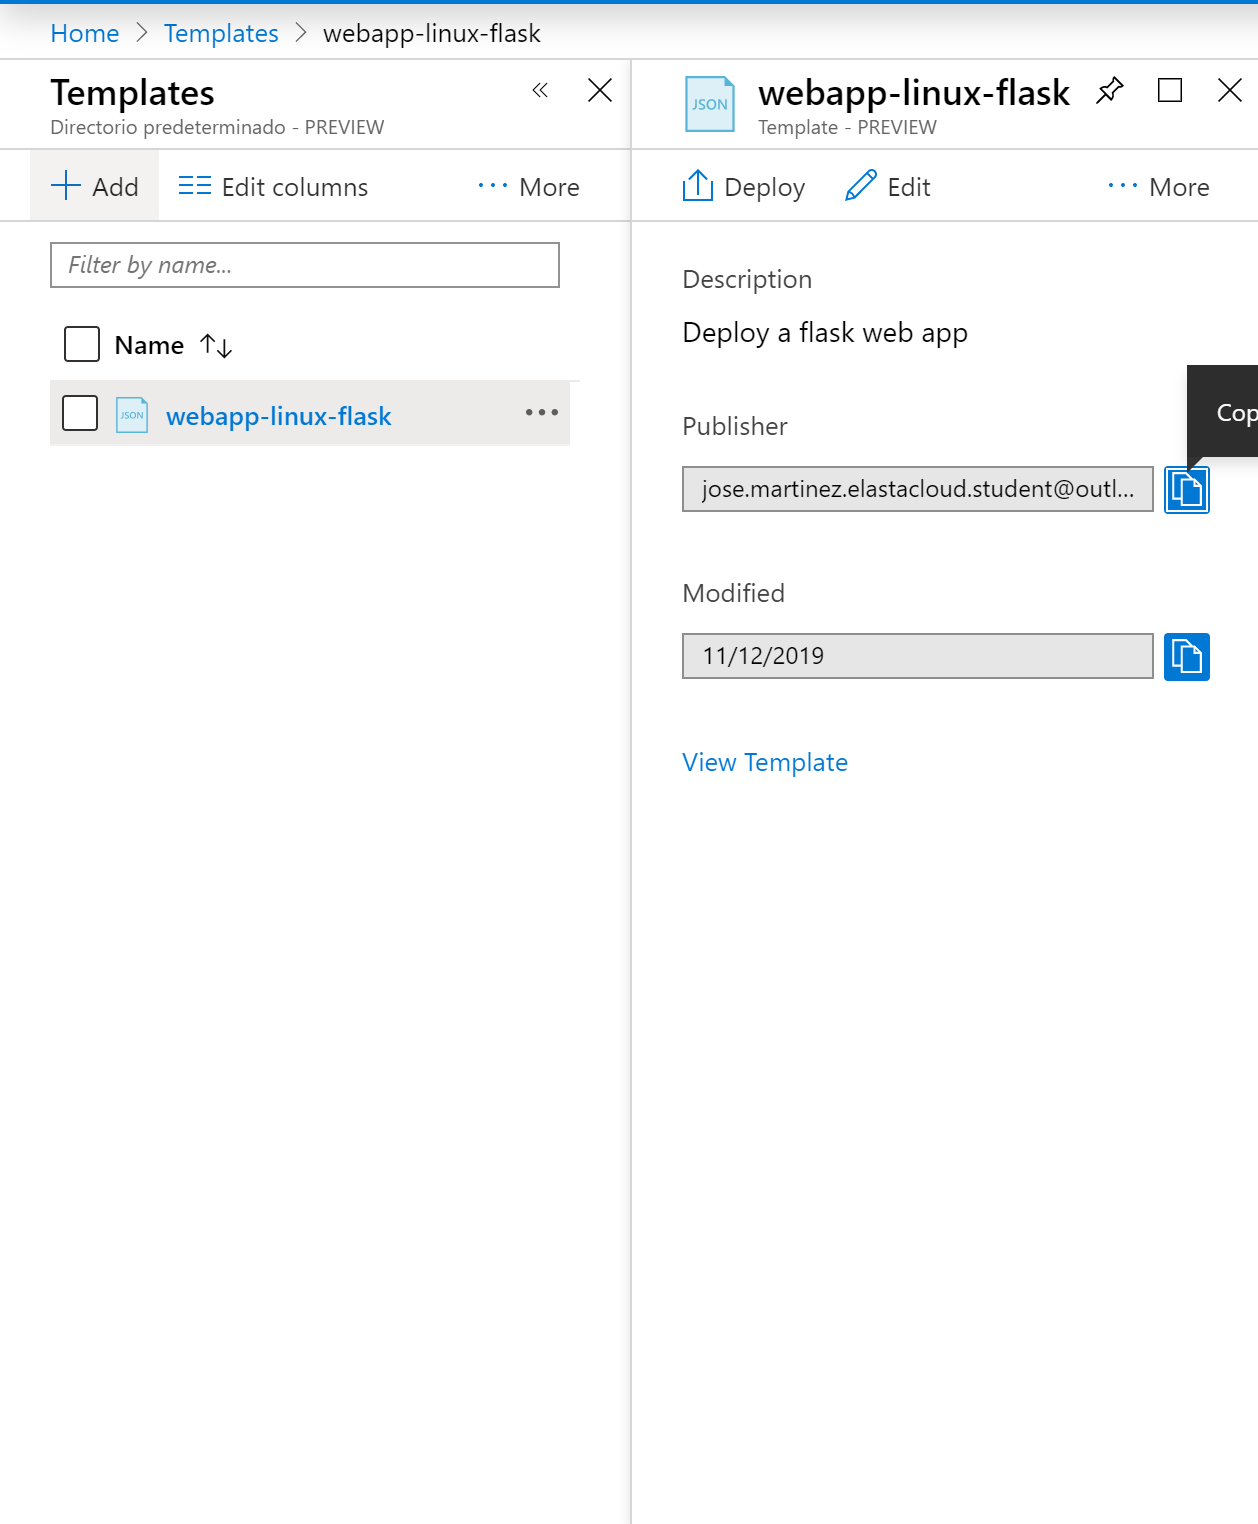 Home > Templates > webapp-linux-flask
Templates
Directorio predeterminado - PREVIEW
Add
Edit columns
More
Filter by name...
Name
JSON
webapp-linux-flask
JSON
webapp-linux-flask
Template - PREVIEW
Deploy
Edit
More
Description
Deploy a flask web app
Cop
Publisher
jose.martinez.elastacloud.student@outl...
Modified
11/12/2019
View Template